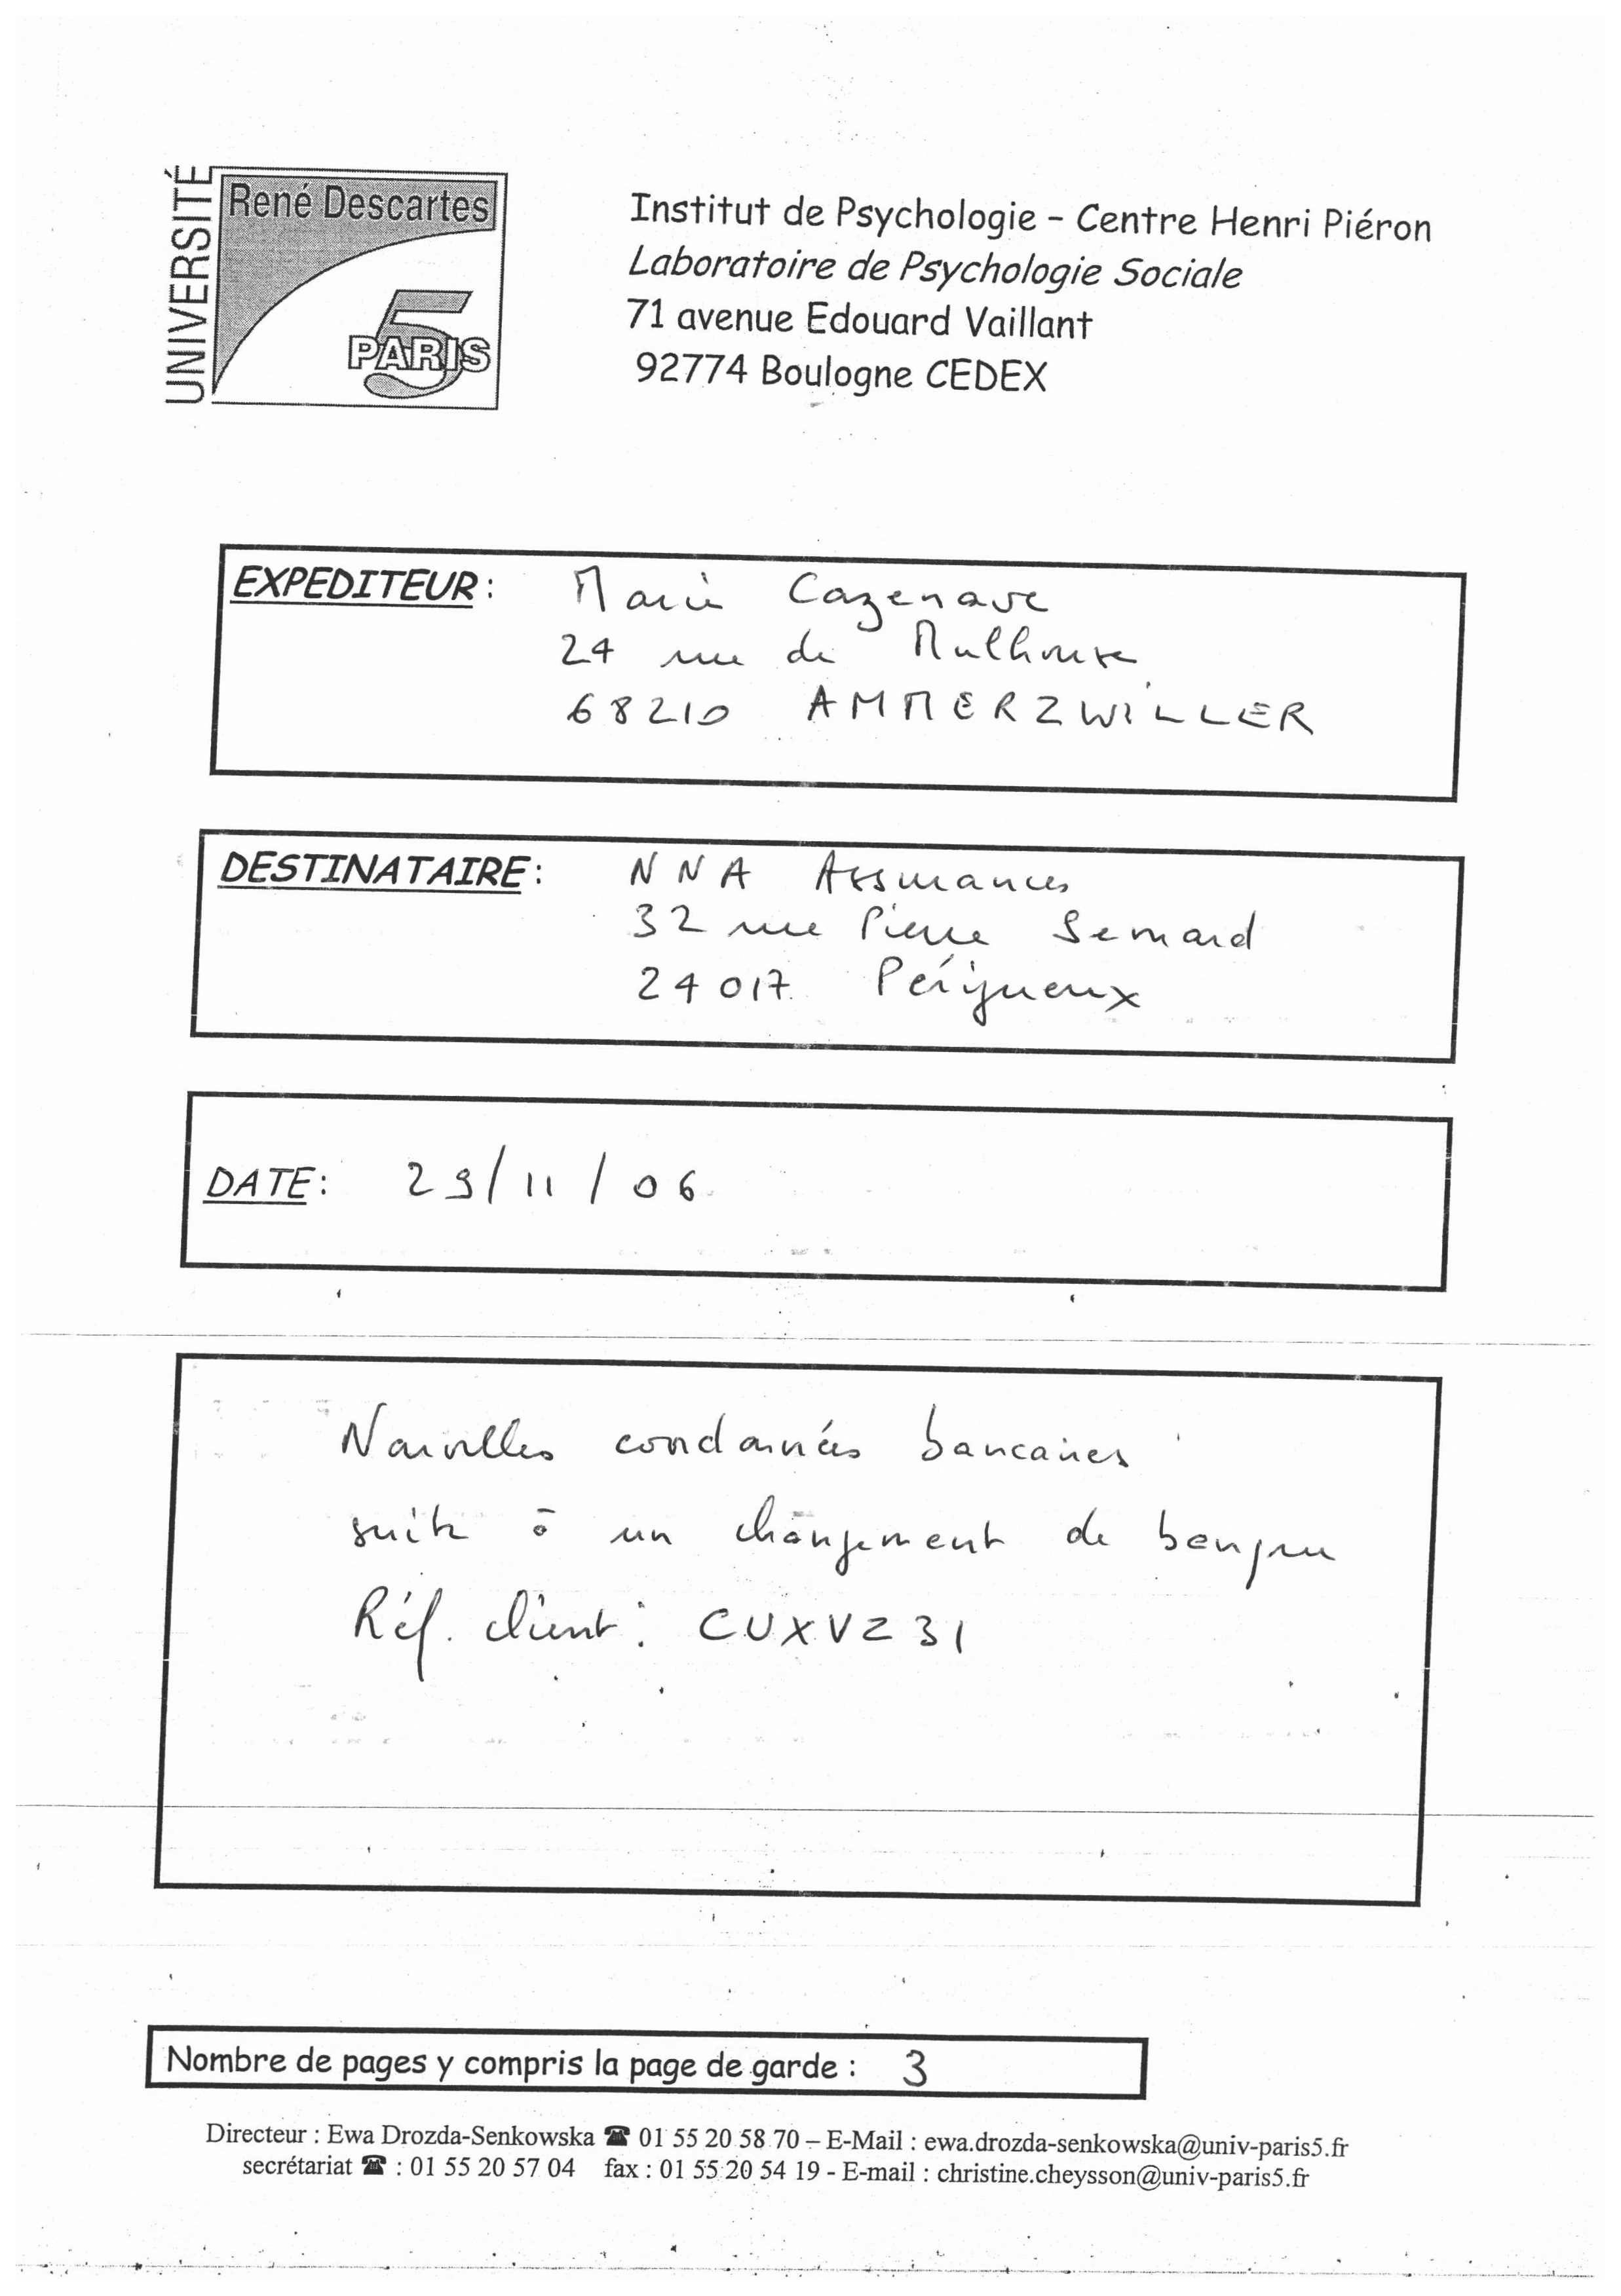 UNIVERSITÉ
René Descartes
PARIS 5
Institut de Psychologie - Centre Henri Piéron
Laboratoire de Psychologie Sociale
71 avenue Edouard Vaillant
92774 Boulogne CEDEX
EXPEDITEUR : Marie Cazenave
24 rue de Mulhouse
68210 AMMERZWILLER
DESTINATAIRE : NNA Assurances
32 rue Pierre Semard
24017 Périgueux
DATE : 29/11/06
Nouvelles coordonnées bancaires
suite à un changement de banque
Réf. client : CUXVZ31
Nombre de pages y compris la page de garde : 3
Directeur : Ewa Drozda-Senkowska ☎ 01 55 20 58 70 – E-Mail : ewa.drozda-senkowska@univ-paris5.fr
secrétariat ☎ : 01 55 20 57 04 fax : 01 55 20 54 19 - E-mail : christine.cheysson@univ-paris5.fr